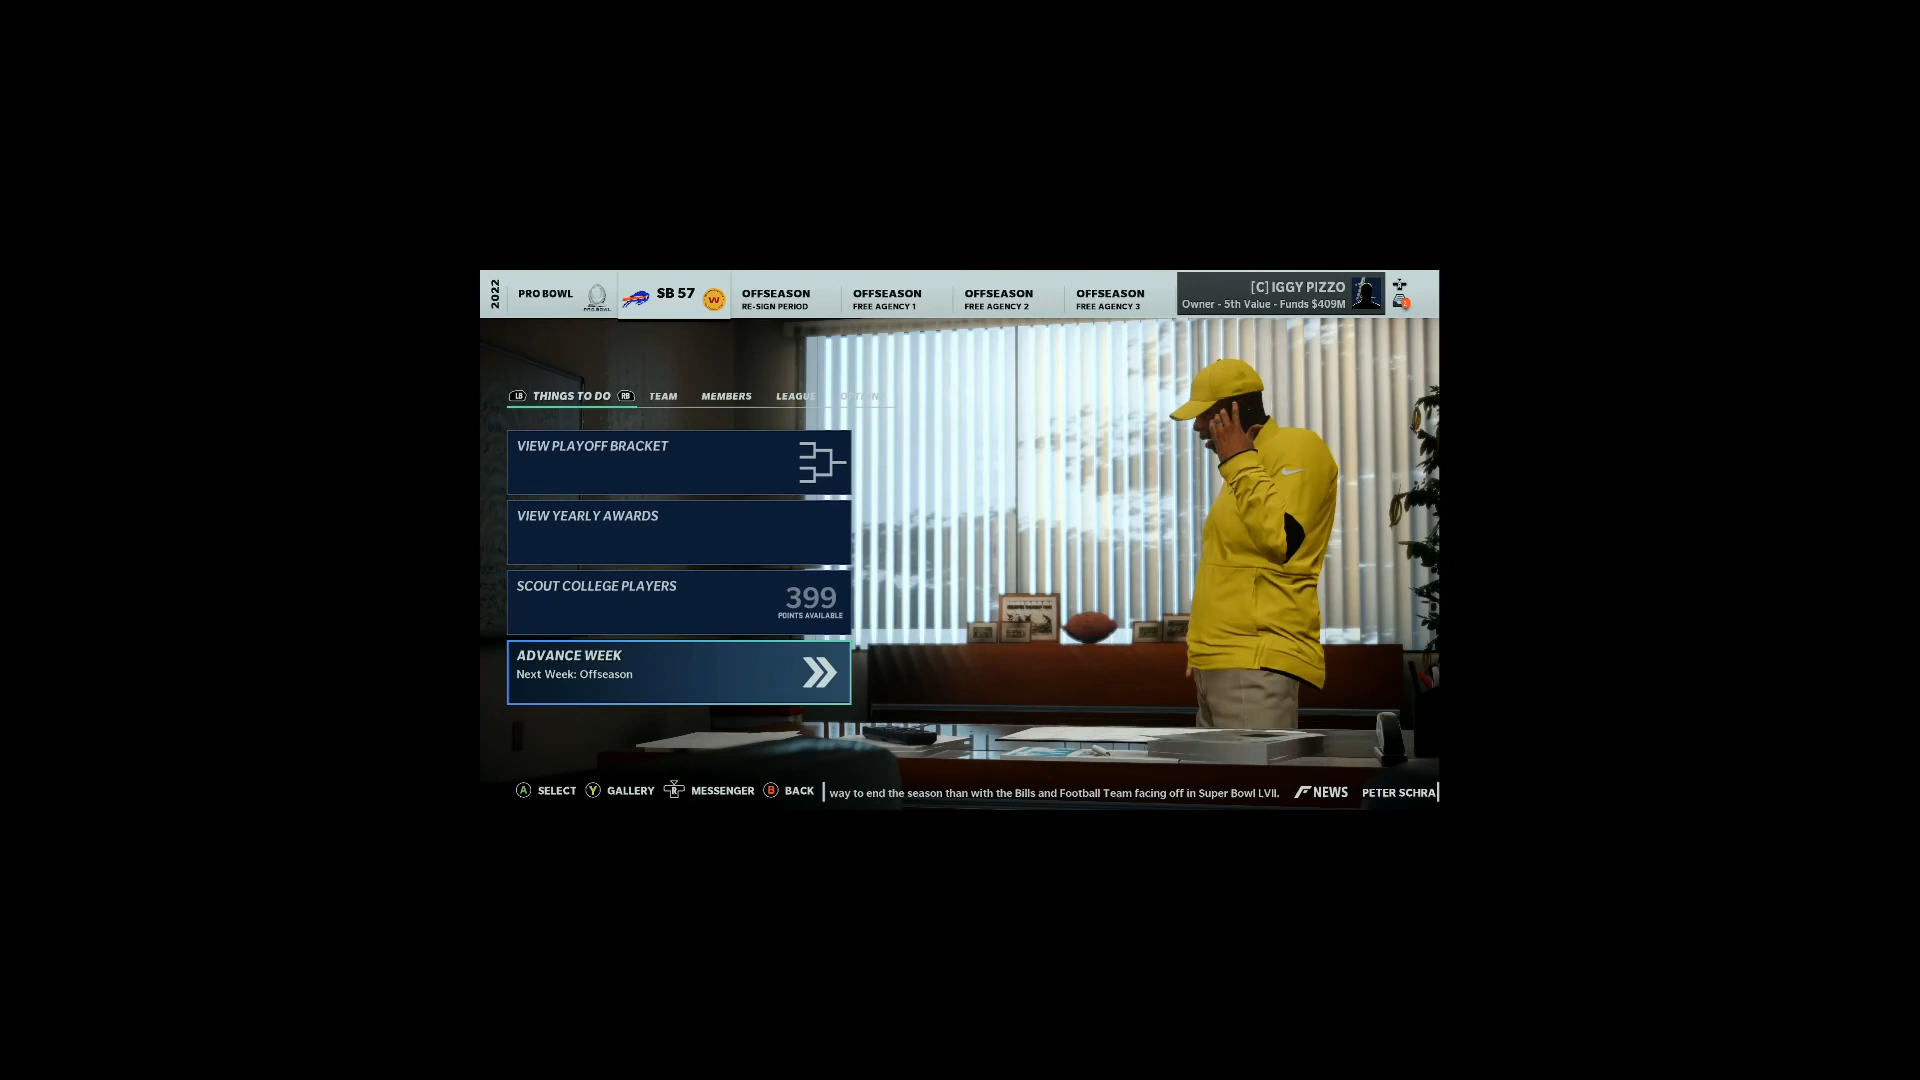 2022
PRO BOWL
PRO BOWL
SB 57
W
OFFSEASON
RE-SIGN PERIOD
OFFSEASON
FREE AGENCY 1
OFFSEASON
FREE AGENCY 2
OFFSEASON
FREE AGENCY 3
[C] IGGY PIZZO
Owner - 5th Value - Funds $409M
LB THINGS TO DO RB TEAM MEMBERS LEAGUE
VIEW PLAYOFF BRACKET
VIEW YEARLY AWARDS
SCOUT COLLEGE PLAYERS
399
POINTS AVAILABLE
ADVANCE WEEK
Next Week: Offseason
A SELECT Y GALLERY R MESSENGER B BACK way to end the season than with the Bills and Football Team facing off in Super Bowl LVII. NEWS PETER SCHRA